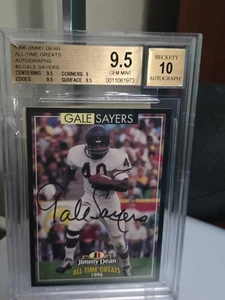 1996 JIMMY DEAN
ALL-TIME GREATS
AUTOGRAPHS
#3 GALE SAYERS
CENTERING 9.5 CORNERS 9
EDGES 9.5 SURFACE 9.5
9.5
GEM MINT
0011061973
BECKETT
10
AUTOGRAPH
GALE SAYERS
40
Gale Sayers
Jimmy Dean
ALL TIME GREATS
1996